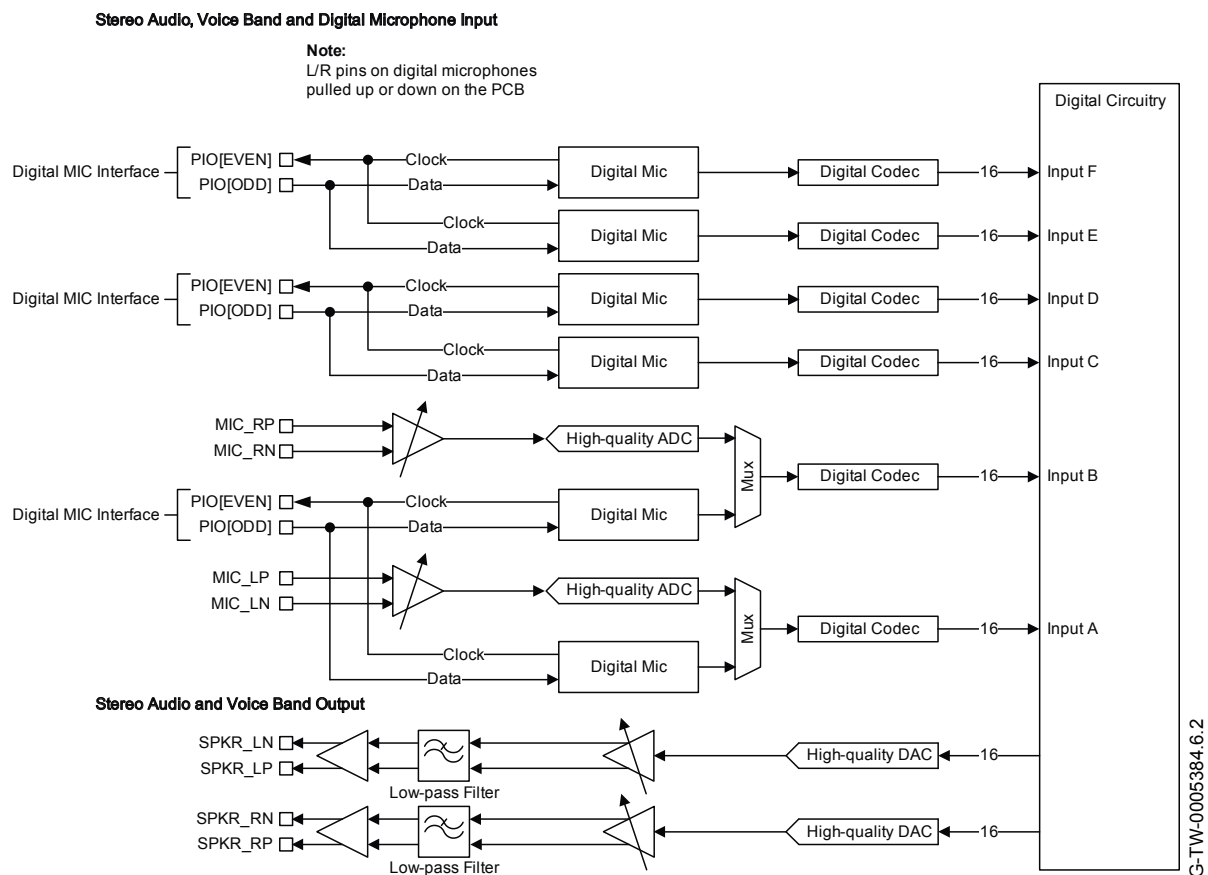 Stereo Audio, Voice Band and Digital Microphone Input
Note:
L/R pins on digital microphones
pulled up or down on the PCB
Digital Circuitry
Digital MIC Interface
PIO[EVEN]
PIO[ODD]
Clock
Data
Digital Mic
Digital Codec
16
Input F
Clock
Data
Digital Mic
Digital Codec
16
Input E
Digital MIC Interface
PIO[EVEN]
PIO[ODD]
Clock
Data
Digital Mic
Digital Codec
16
Input D
Clock
Data
Digital Mic
Digital Codec
16
Input C
MIC_RP
MIC_RN
High-quality ADC
Mux
Digital Codec
16
Input B
Digital MIC Interface
PIO[EVEN]
PIO[ODD]
Clock
Data
Digital Mic
MIC_LP
MIC_LN
High-quality ADC
Mux
Digital Codec
16
Input A
Clock
Data
Digital Mic
Stereo Audio and Voice Band Output
SPKR_LN
SPKR_LP
Low-pass Filter
High-quality DAC
16
SPKR_RN
SPKR_RP
Low-pass Filter
High-quality DAC
16
G-TW-0005384.6.2